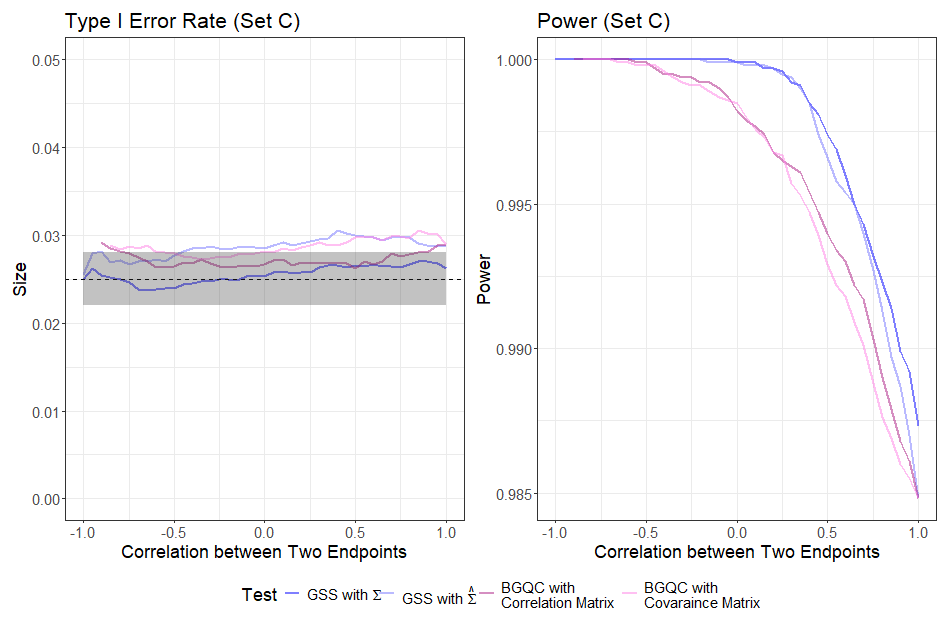 Type I Error Rate (Set C)
Power (Set C)
Size
0.05
0.04
0.03
0.02
0.01
0.00
-1.0
-0.5
0.0
0.5
1.0
Correlation between Two Endpoints
Power
1.000
0.995
0.990
0.985
-1.0
-0.5
0.0
0.5
1.0
Correlation between Two Endpoints
Test
GSS with Σ
GSS with Σ̂
BGQC with
Correlation Matrix
BGQC with
Covaraince Matrix